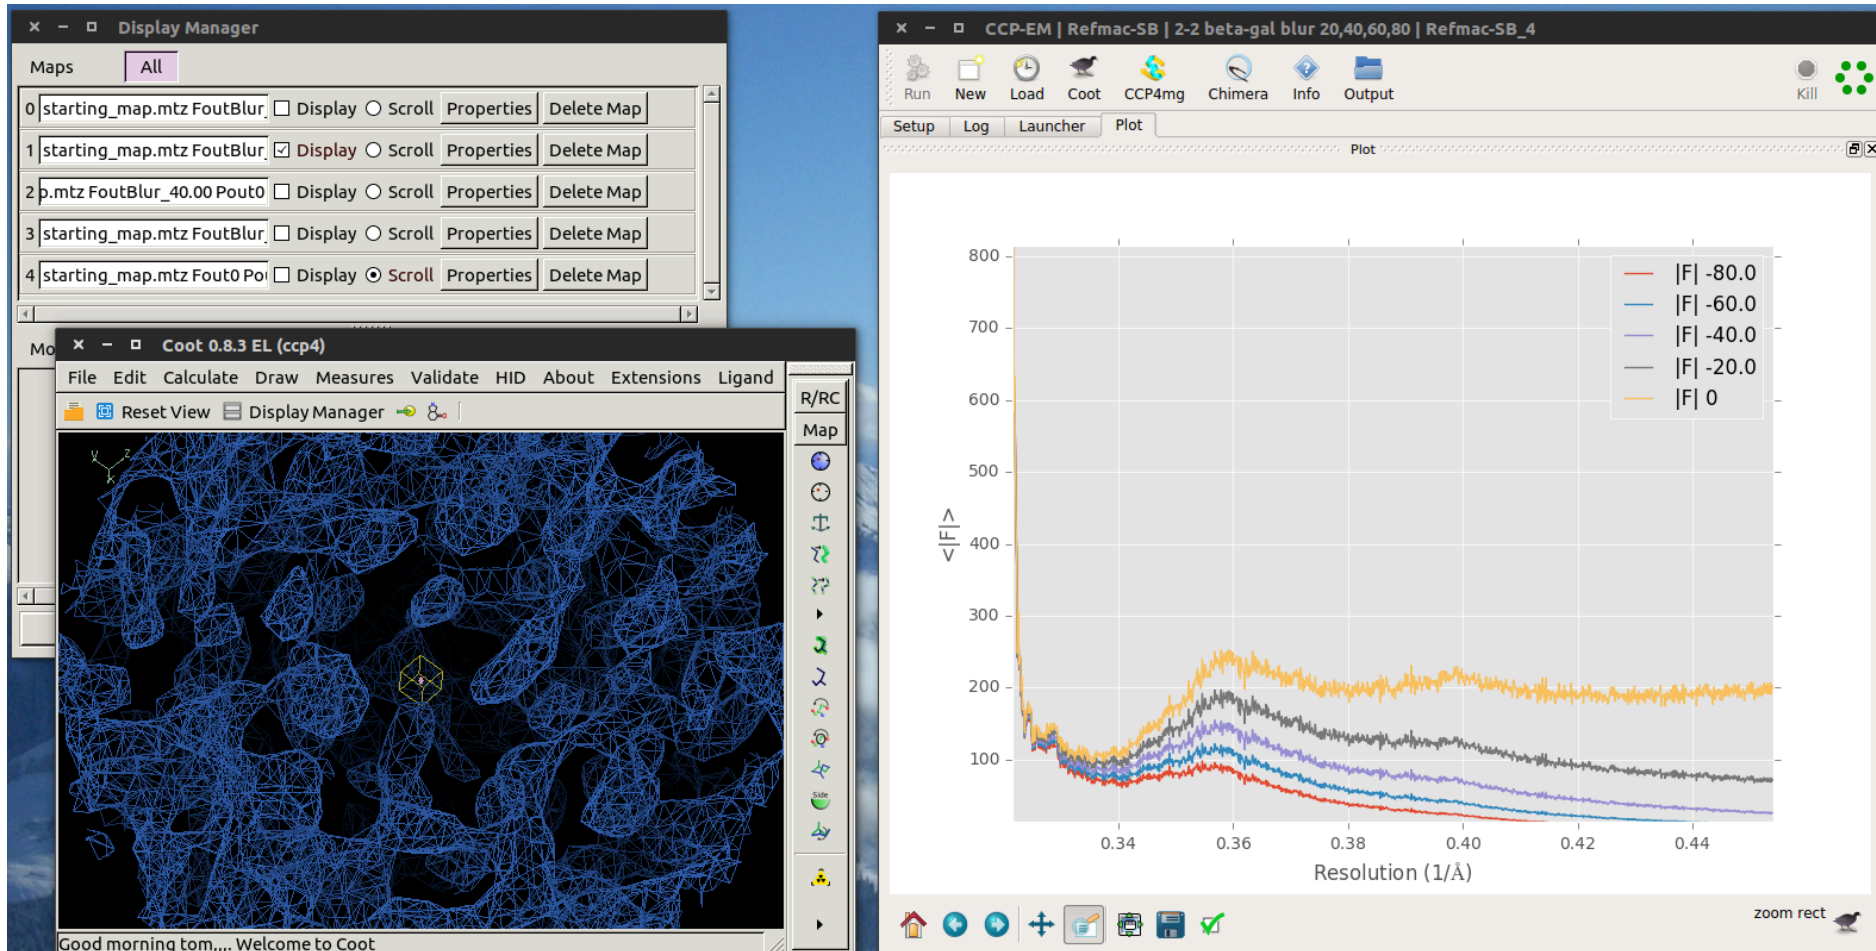 Display Manager
Maps All
0 starting_map.mtz FoutBlur_ Display Scroll Properties Delete Map
1 starting_map.mtz FoutBlur_ Display Scroll Properties Delete Map
2 p.mtz FoutBlur_40.00 Pout0 Display Scroll Properties Delete Map
3 starting_map.mtz FoutBlur_ Display Scroll Properties Delete Map
4 starting_map.mtz Fout0 Pou Display Scroll Properties Delete Map
Mo
Coot 0.8.3 EL (ccp4)
File Edit Calculate Draw Measures Validate HID About Extensions Ligand
Reset View Display Manager
R/RC
Map
y z
x
Side
Good morning tom,... Welcome to Coot
CCP-EM | Refmac-SB | 2-2 beta-gal blur 20,40,60,80 | Refmac-SB_4
Run New Load Coot CCP4mg Chimera Info Output Kill
Setup Log Launcher Plot
Plot
800
700
600
500
400
300
200
100
<|F|>
|F| -80.0
|F| -60.0
|F| -40.0
|F| -20.0
|F| 0
0.34 0.36 0.38 0.40 0.42 0.44
Resolution (1/Å)
zoom rect